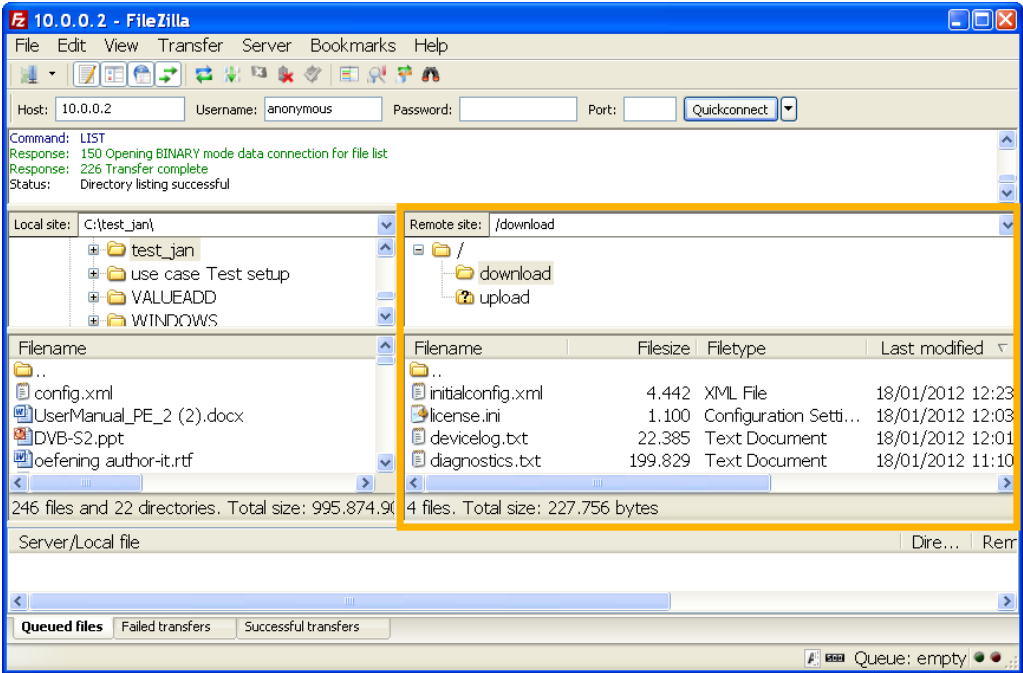 10.0.0.2 - FileZilla
File Edit View Transfer Server Bookmarks Help
Host: 10.0.0.2 Username: anonymous Password: Port: Quickconnect
Command: LIST
Response: 150 Opening BINARY mode data connection for file list
Response: 226 Transfer complete
Status: Directory listing successful
Local site: C:\test_jan\
test_jan
use case Test setup
VALUEADD
WINDOWS
Filename
..
config.xml
UserManual_PE_2 (2).docx
DVB-S2.ppt
oefening author-it.rtf
246 files and 22 directories. Total size: 995.874.90
Remote site: /download
/
download
upload
Filename Filesize Filetype Last modified
..
initialconfig.xml 4.442 XML File 18/01/2012 12:23
license.ini 1.100 Configuration Setti... 18/01/2012 12:03
devicelog.txt 22.385 Text Document 18/01/2012 12:01
diagnostics.txt 199.829 Text Document 18/01/2012 11:10
4 files. Total size: 227.756 bytes
Server/Local file Dire... Rem
Queued files Failed transfers Successful transfers
Queue: empty